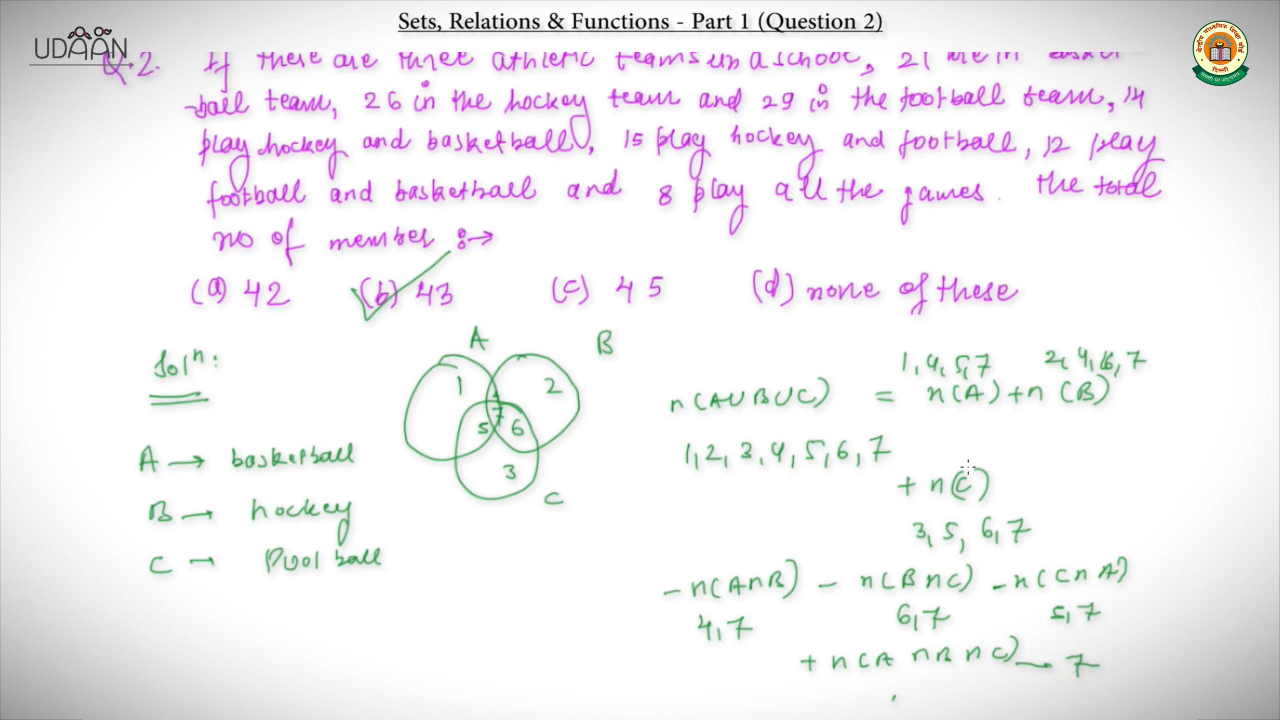 Sets, Relations & Functions - Part 1 (Question 2)
UDAAN
Q.2. If there are three athletic teams in a school, 21 are in basket
-ball team, 26 in the hockey team and 29 in the football team, 14
play hockey and basketball, 15 play hockey and football, 12 play
football and basketball and 8 play all the games. The total
no of member :→
(a) 42 (b) 43 (c) 45 (d) none of these
Solⁿ:
A B
1 2
7
5 6
3
C
A → basketball
B → hockey
C →
1,4,5,7 2,4,6,7
n(A∪B∪C) = n(A)+n(B)
1,2,3,4,5,6,7
+ n(C)
3,5,6,7
-n(A∩B) - n(B∩C) -n(C∩A)
4,7 6,7 5,7
+ n(A∩B∩C) 7